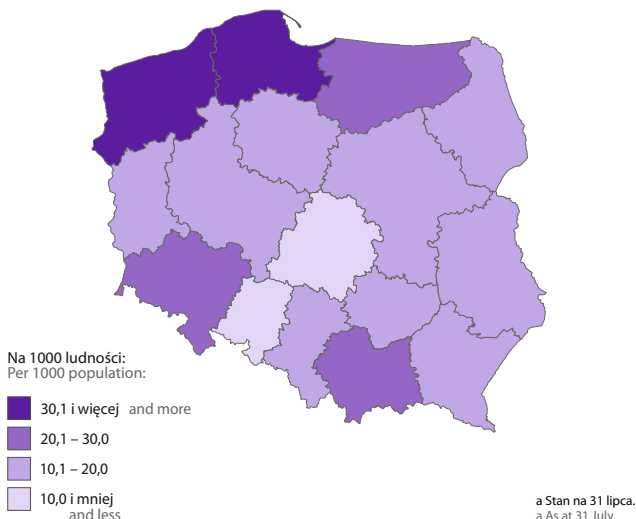 Na 1000 ludności:
Per 1000 population:
30,1 i więcej and more
20,1 – 30,0
10,1 – 20,0
10,0 i mniej
and less
a Stan na 31 lipca.
a As at 31 July.